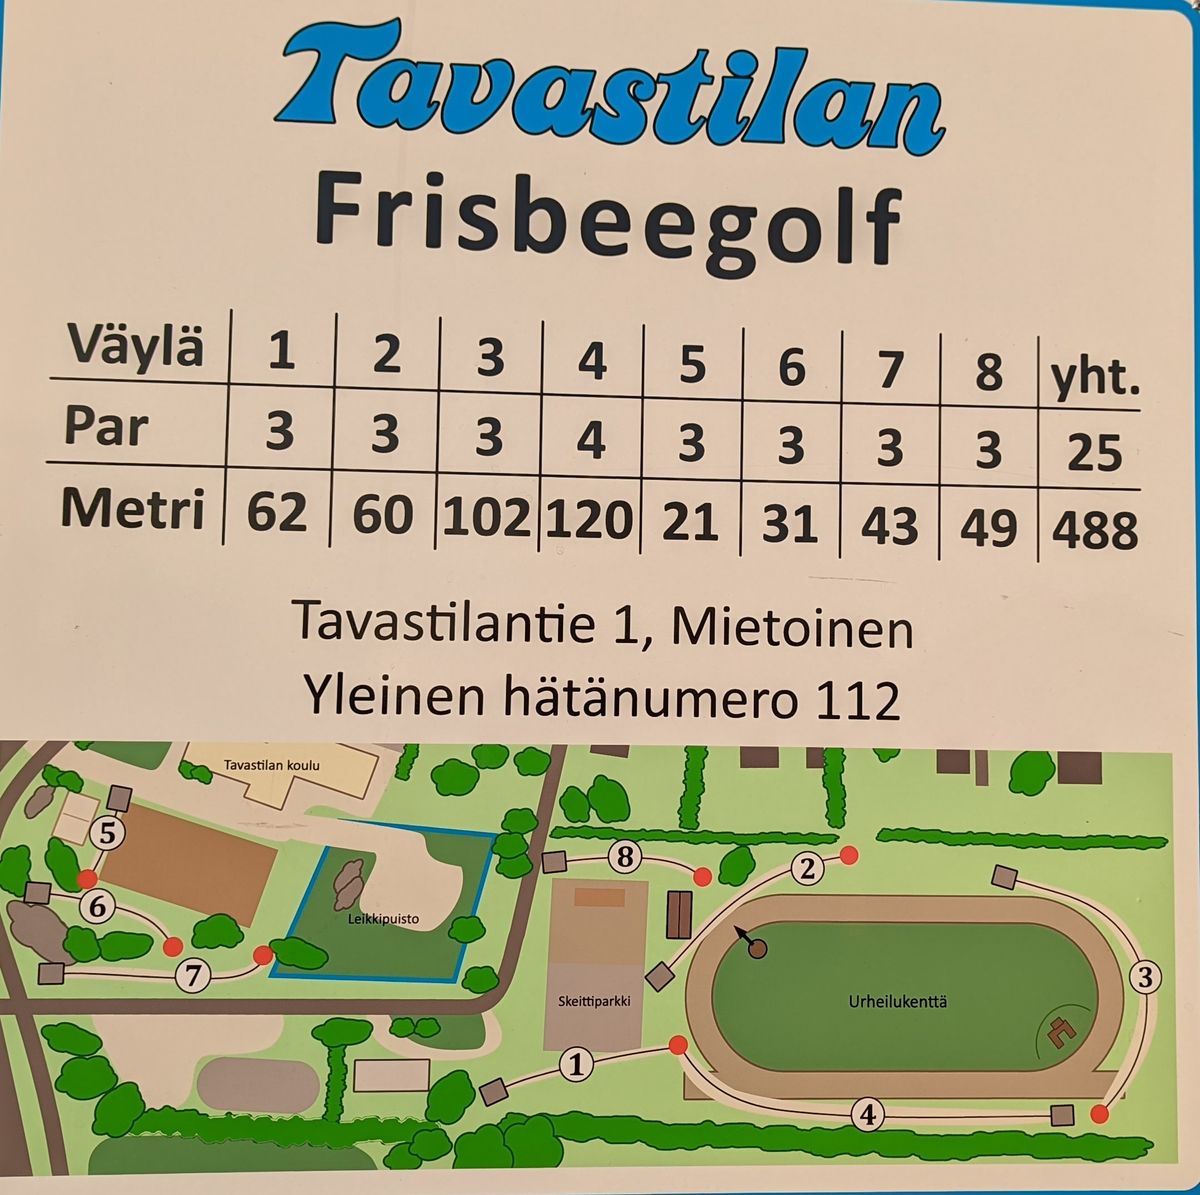 Tavastilan
Frisbeegolf
Väylä 1 2 3 4 5 6 7 8 yht.
Par 3 3 3 4 3 3 3 3 25
Metri 62 60 102 120 21 31 43 49 488
Tavastilantie 1, Mietoinen
Yleinen hätänumero 112
Tavastilan koulu
5
8
2
6
Leikkipuisto
7
3
Skeittiparkki
Urheilukenttä
1
4